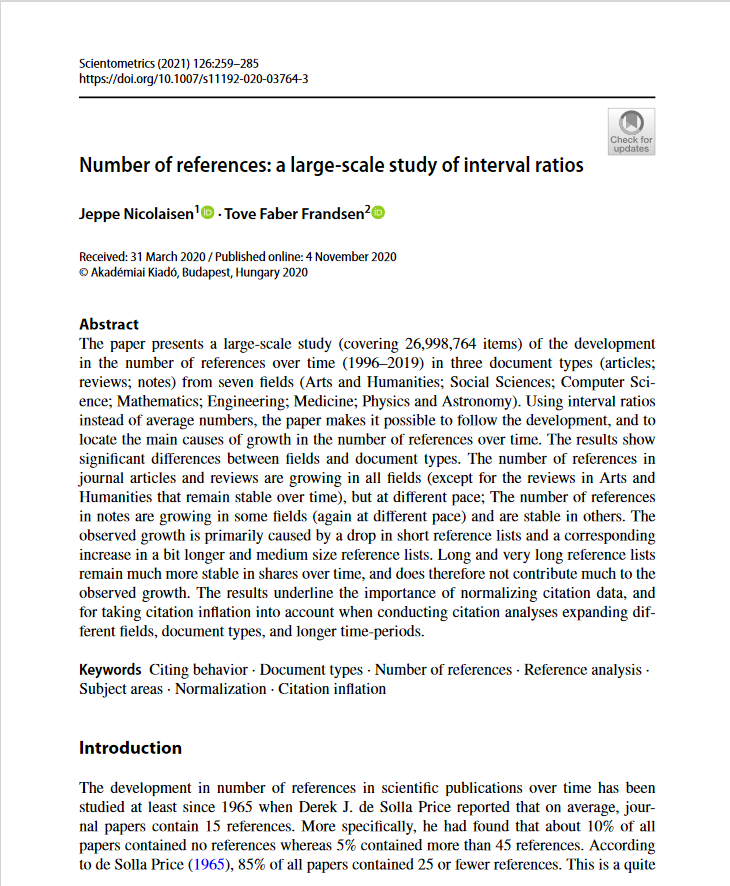 Scientometrics (2021) 126:259–285
https://doi.org/10.1007/s11192-020-03764-3
Check for
updates
Number of references: a large-scale study of interval ratios
Jeppe Nicolaisen1 iD · Tove Faber Frandsen2 iD
Received: 31 March 2020 / Published online: 4 November 2020
© Akadémiai Kiadó, Budapest, Hungary 2020
Abstract
The paper presents a large-scale study (covering 26,998,764 items) of the development
in the number of references over time (1996–2019) in three document types (articles;
reviews; notes) from seven fields (Arts and Humanities; Social Sciences; Computer Sci-
ence; Mathematics; Engineering; Medicine; Physics and Astronomy). Using interval ratios
instead of average numbers, the paper makes it possible to follow the development, and to
locate the main causes of growth in the number of references over time. The results show
significant differences between fields and document types. The number of references in
journal articles and reviews are growing in all fields (except for the reviews in Arts and
Humanities that remain stable over time), but at different pace; The number of references
in notes are growing in some fields (again at different pace) and are stable in others. The
observed growth is primarily caused by a drop in short reference lists and a corresponding
increase in a bit longer and medium size reference lists. Long and very long reference lists
remain much more stable in shares over time, and does therefore not contribute much to the
observed growth. The results underline the importance of normalizing citation data, and
for taking citation inflation into account when conducting citation analyses expanding dif-
ferent fields, document types, and longer time-periods.
Keywords Citing behavior · Document types · Number of references · Reference analysis ·
Subject areas · Normalization · Citation inflation
Introduction
The development in number of references in scientific publications over time has been
studied at least since 1965 when Derek J. de Solla Price reported that on average, jour-
nal papers contain 15 references. More specifically, he had found that about 10% of all
papers contained no references whereas 5% contained more than 45 references. According
to de Solla Price (1965), 85% of all papers contained 25 or fewer references. This is a quite